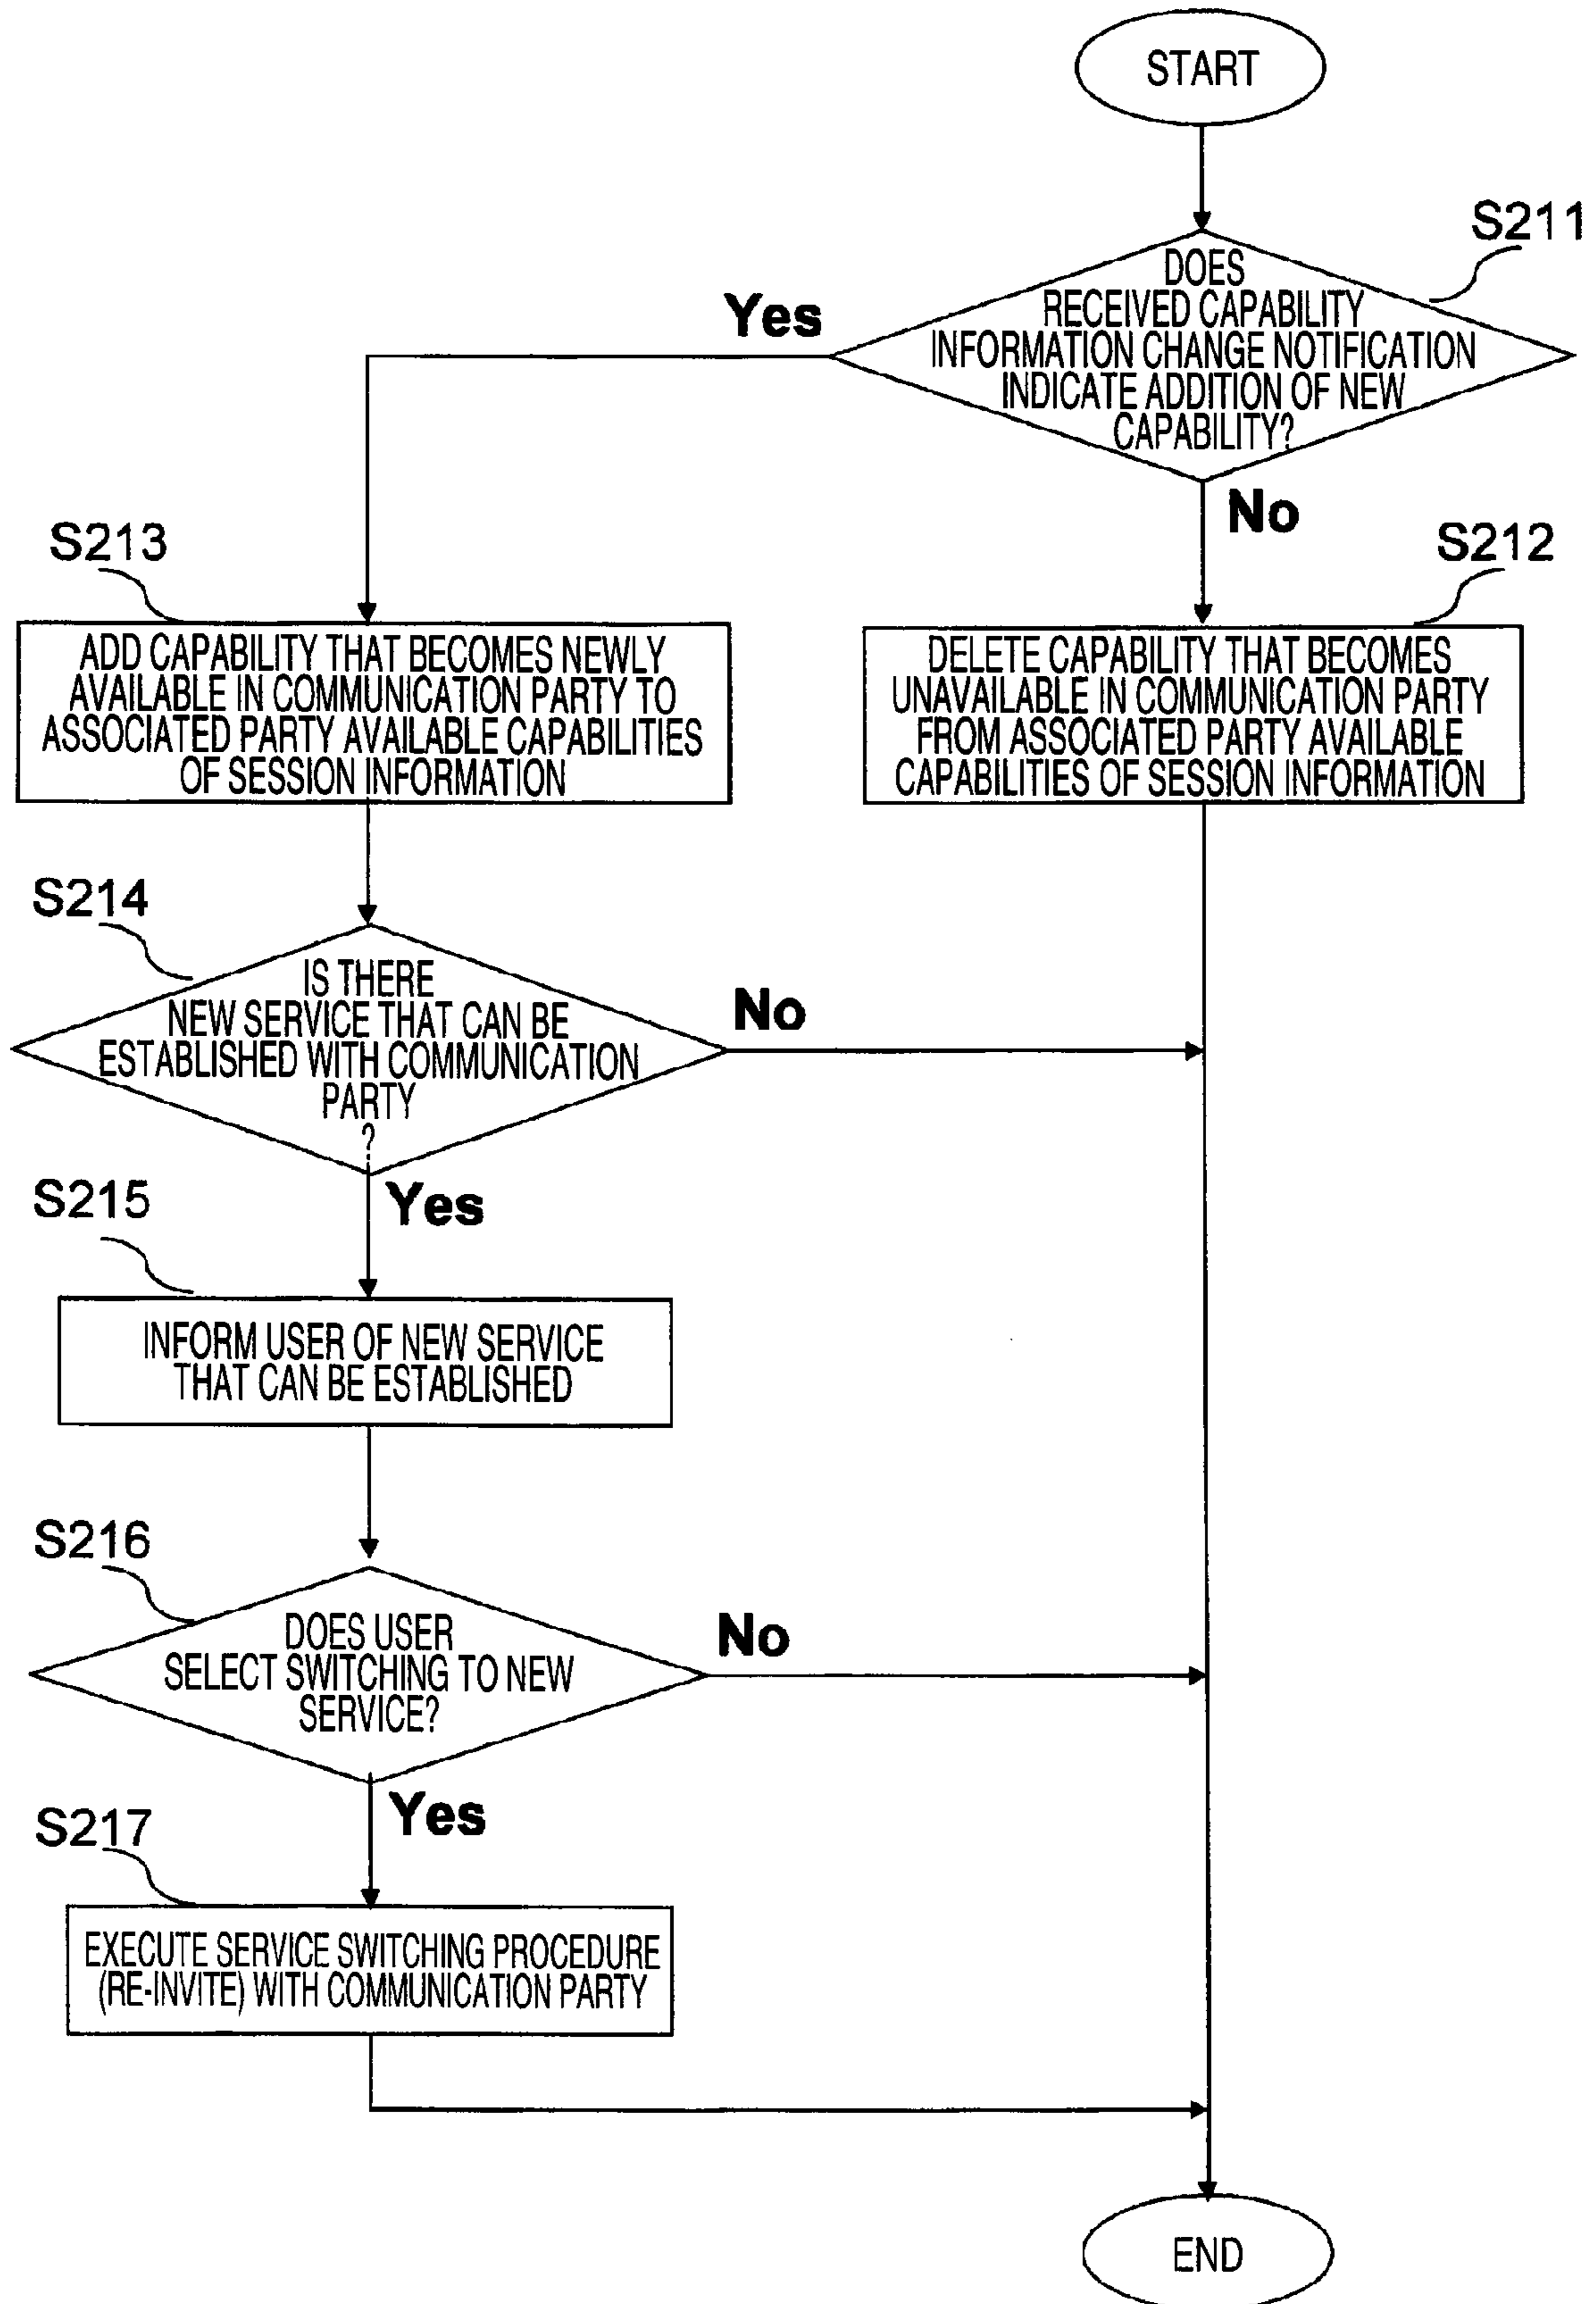 START
S211
DOES
RECEIVED CAPABILITY
INFORMATION CHANGE NOTIFICATION
INDICATE ADDITION OF NEW
CAPABILITY?
Yes
No
S213
ADD CAPABILITY THAT BECOMES NEWLY
AVAILABLE IN COMMUNICATION PARTY TO
ASSOCIATED PARTY AVAILABLE CAPABILITIES
OF SESSION INFORMATION
S212
DELETE CAPABILITY THAT BECOMES
UNAVAILABLE IN COMMUNICATION PARTY
FROM ASSOCIATED PARTY AVAILABLE
CAPABILITIES OF SESSION INFORMATION
S214
IS THERE
NEW SERVICE THAT CAN BE
ESTABLISHED WITH COMMUNICATION
PARTY
?
No
Yes
S215
INFORM USER OF NEW SERVICE
THAT CAN BE ESTABLISHED
S216
DOES USER
SELECT SWITCHING TO NEW
SERVICE?
No
Yes
S217
EXECUTE SERVICE SWITCHING PROCEDURE
(RE-INVITE) WITH COMMUNICATION PARTY
END